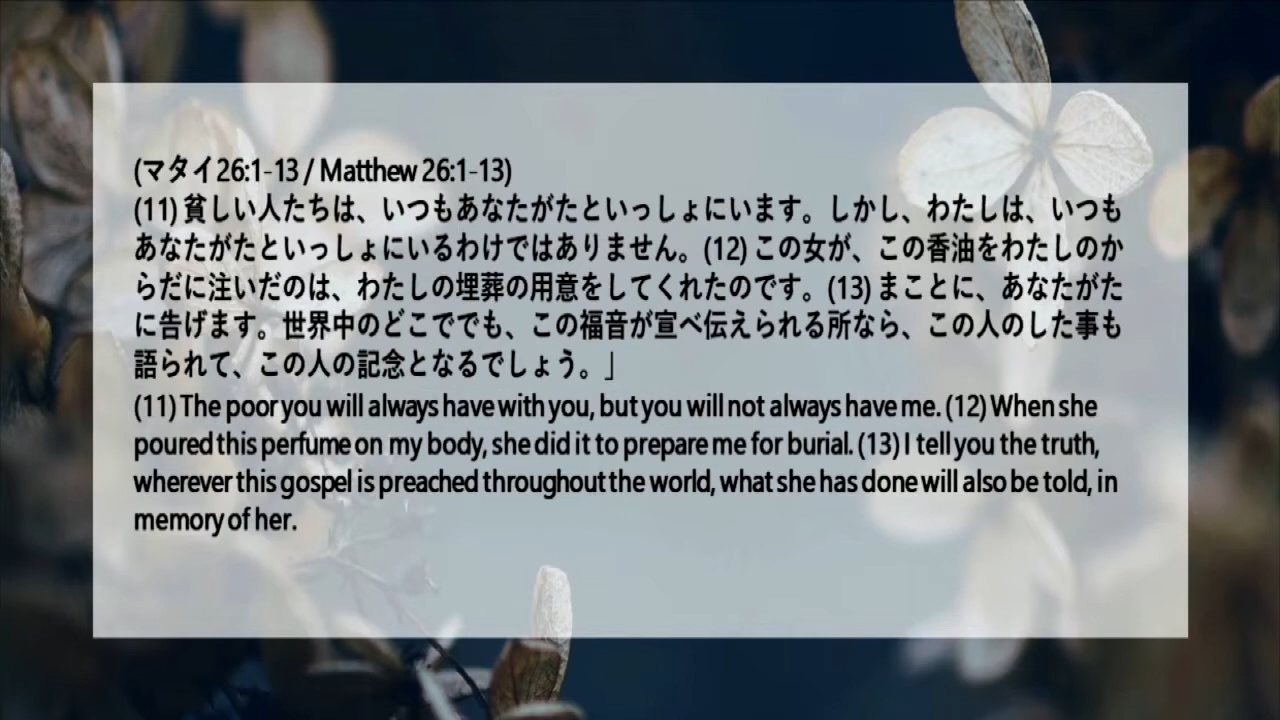 (マタイ26:1-13 / Matthew 26:1-13)
(11) 貧しい人たちは、いつもあなたがたといっしょにいます。しかし、わたしは、いつも
あなたがたといっしょにいるわけではありません。(12) この女が、この香油をわたしのか
らだに注いだのは、わたしの埋葬の用意をしてくれたのです。(13) まことに、あなたがた
に告げます。世界中のどこででも、この福音が宣べ伝えられる所なら、この人のした事も
語られて、この人の記念となるでしょう。」
(11) The poor you will always have with you, but you will not always have me. (12) When she
poured this perfume on my body, she did it to prepare me for burial. (13) I tell you the truth,
wherever this gospel is preached throughout the world, what she has done will also be told, in
memory of her.